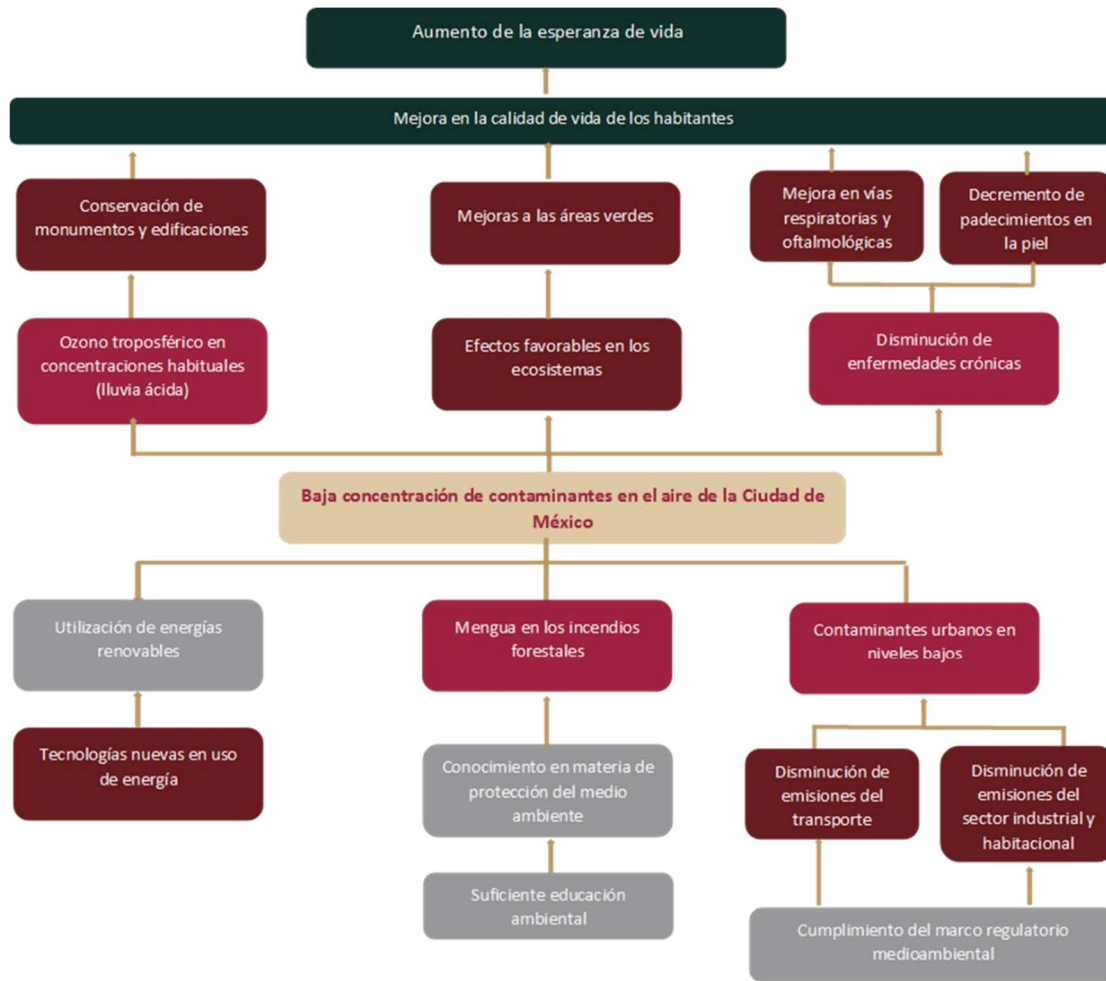 Aumento de la esperanza de vida
Mejora en la calidad de vida de los habitantes
Conservación de
monumentos y edificaciones
Mejoras a las áreas verdes
Mejora en vías
respiratorias y
oftalmológicas
Decremento de
padecimientos en
la piel
Ozono troposférico en
concentraciones habituales
(lluvia ácida)
Efectos favorables en los
ecosistemas
Disminución de
enfermedades crónicas
Baja concentración de contaminantes en el aire de la Ciudad de
México
Utilización de energías
renovables
Mengua en los incendios
forestales
Contaminantes urbanos en
niveles bajos
Tecnologías nuevas en uso
de energía
Conocimiento en materia de
protección del medio
ambiente
Disminución de
emisiones del
transporte
Disminución de
emisiones del
sector industrial y
habitacional
Suficiente educación
ambiental
Cumplimiento del marco regulatorio
medioambiental